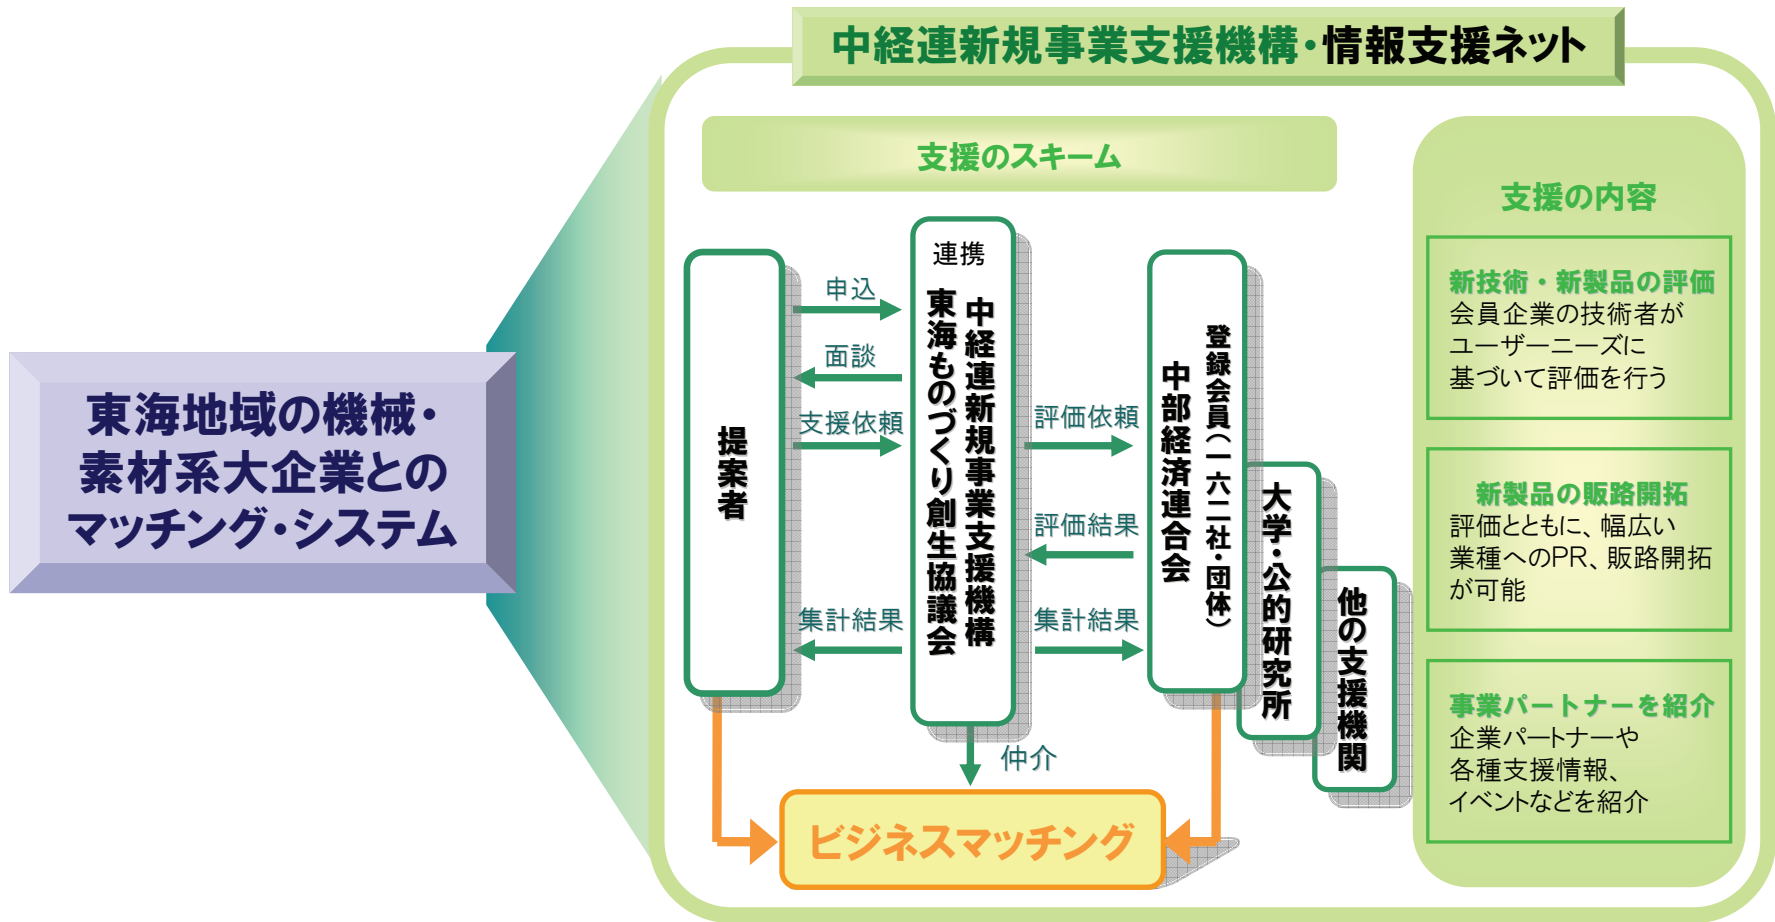 中経連新規事業支援機構・情報支援ネット
東海地域の機械・
素材系大企業との
マッチング・システム
支援のスキーム
提案者
申込
面談
支援依頼
集計結果
連携
中経連新規事業支援機構
東海ものづくり創生協議会
評価依頼
評価結果
集計結果
登録会員(一六二社・団体)
中部経済連合会
大学・公的研究所
他の支援機関
仲介
ビジネスマッチング
支援の内容
新技術・新製品の評価
会員企業の技術者が
ユーザーニーズに
基づいて評価を行う
新製品の販路開拓
評価とともに、幅広い
業種へのPR、販路開拓
が可能
事業パートナーを紹介
企業パートナーや
各種支援情報、
イベントなどを紹介